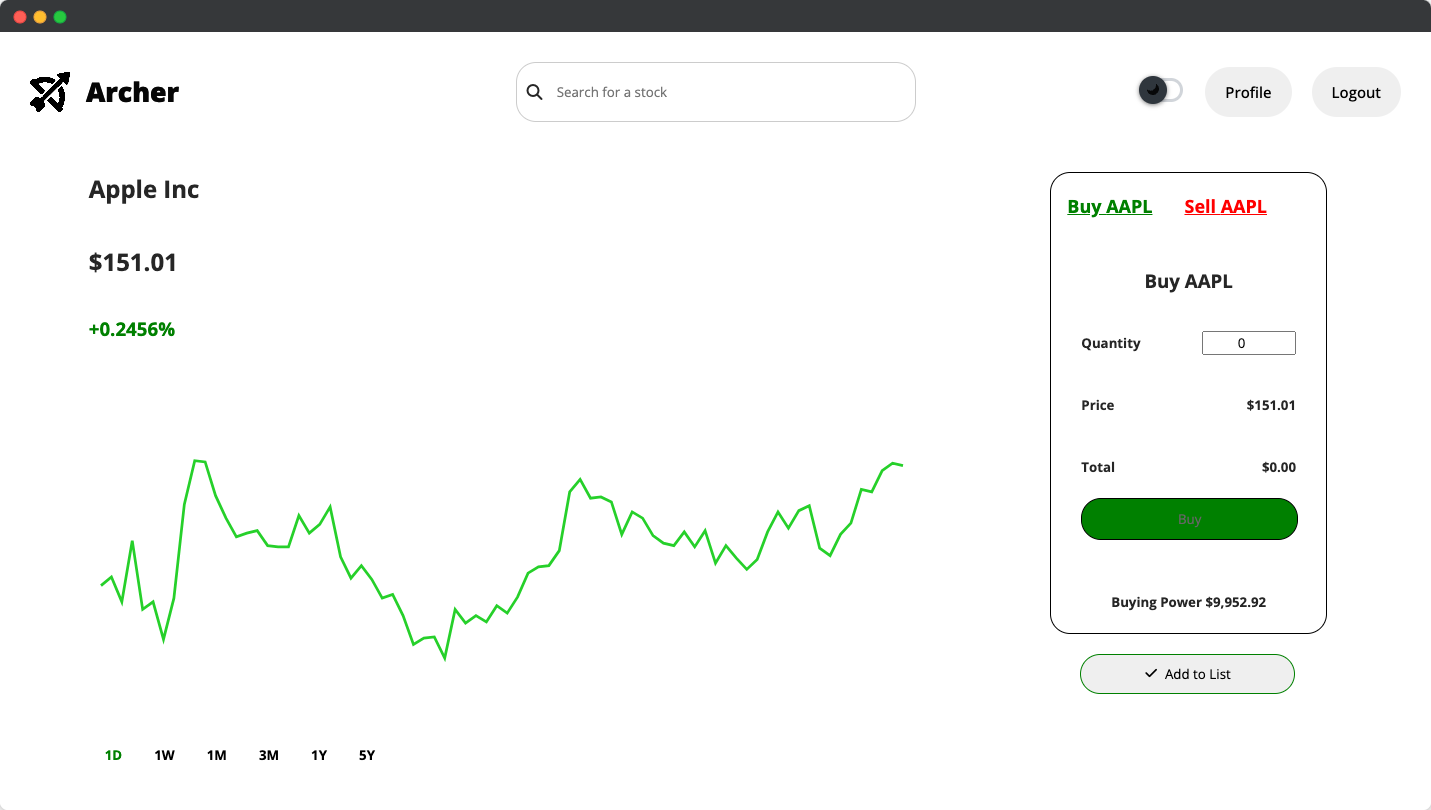 Archer
Search for a stock
Profile
Logout
Apple Inc
$151.01
+0.2456%
1D 1W 1M 3M 1Y 5Y
Buy AAPL Sell AAPL
Buy AAPL
Quantity 0
Price $151.01
Total $0.00
Buy
Buying Power $9,952.92
Add to List